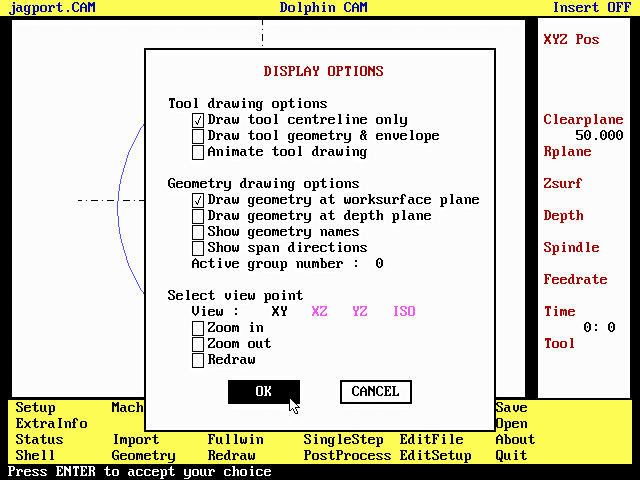 jagport.CAM Dolphin CAM Insert OFF
DISPLAY OPTIONS
Tool drawing options
Draw tool centreline only
Draw tool geometry & envelope
Animate tool drawing
Geometry drawing options
Draw geometry at worksurface plane
Draw geometry at depth plane
Show geometry names
Show span directions
Active group number : 0
Select view point
View : XY XZ YZ ISO
Zoom in
Zoom out
Redraw
OK CANCEL
XYZ Pos
Clearplane
50.000
Rplane
Zsurf
Depth
Spindle
Feedrate
Time
0: 0
Tool
Setup Mach Save
ExtraInfo Open
Status Import Fullwin SingleStep EditFile About
Shell Geometry Redraw PostProcess EditSetup Quit
Press ENTER to accept your choice